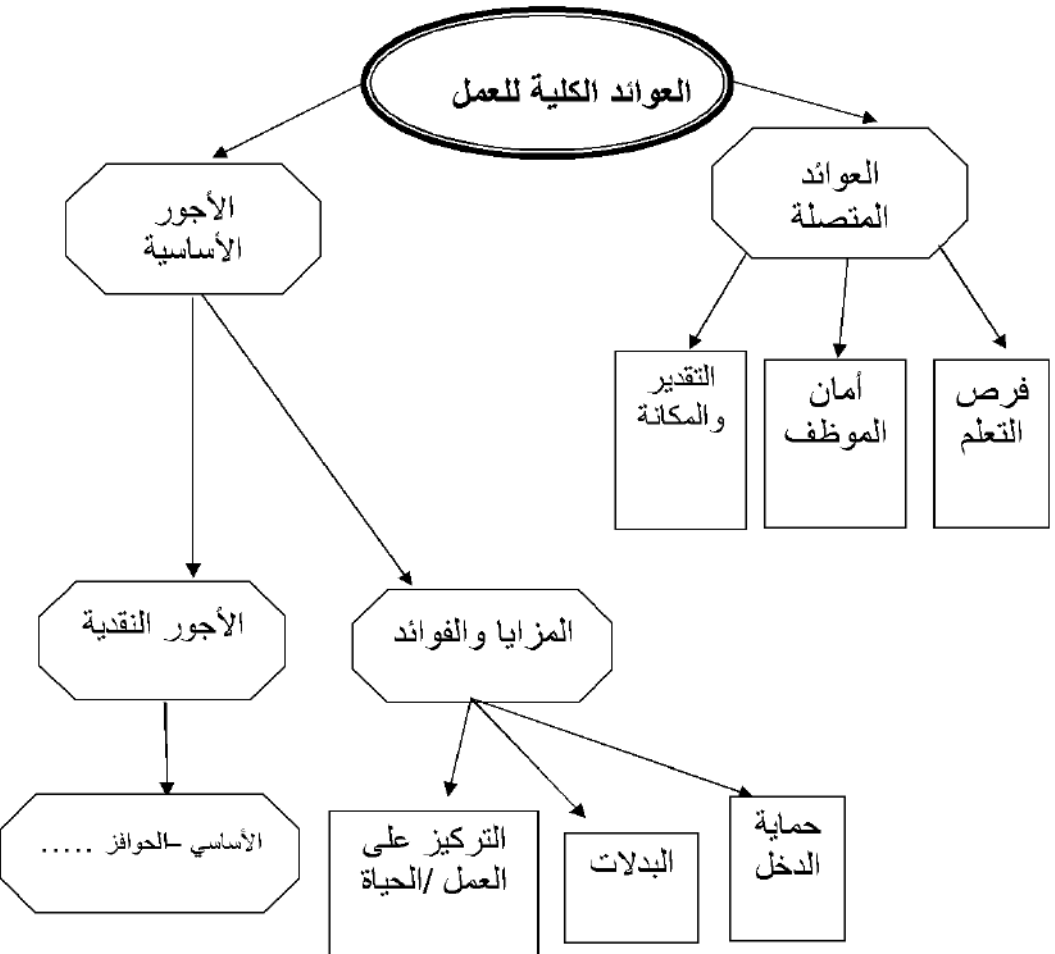 العوائد الكلية للعمل
العوائد
المتصلة
الأجور
الأساسية
فرص
التعلم
أمان
الموظف
التقدير
والمكانة
المزايا والفوائد
الأجور النقدية
حماية
الدخل
البدلات
التركيز على
العمل /الحياة
الأساسي –الحوافز .....